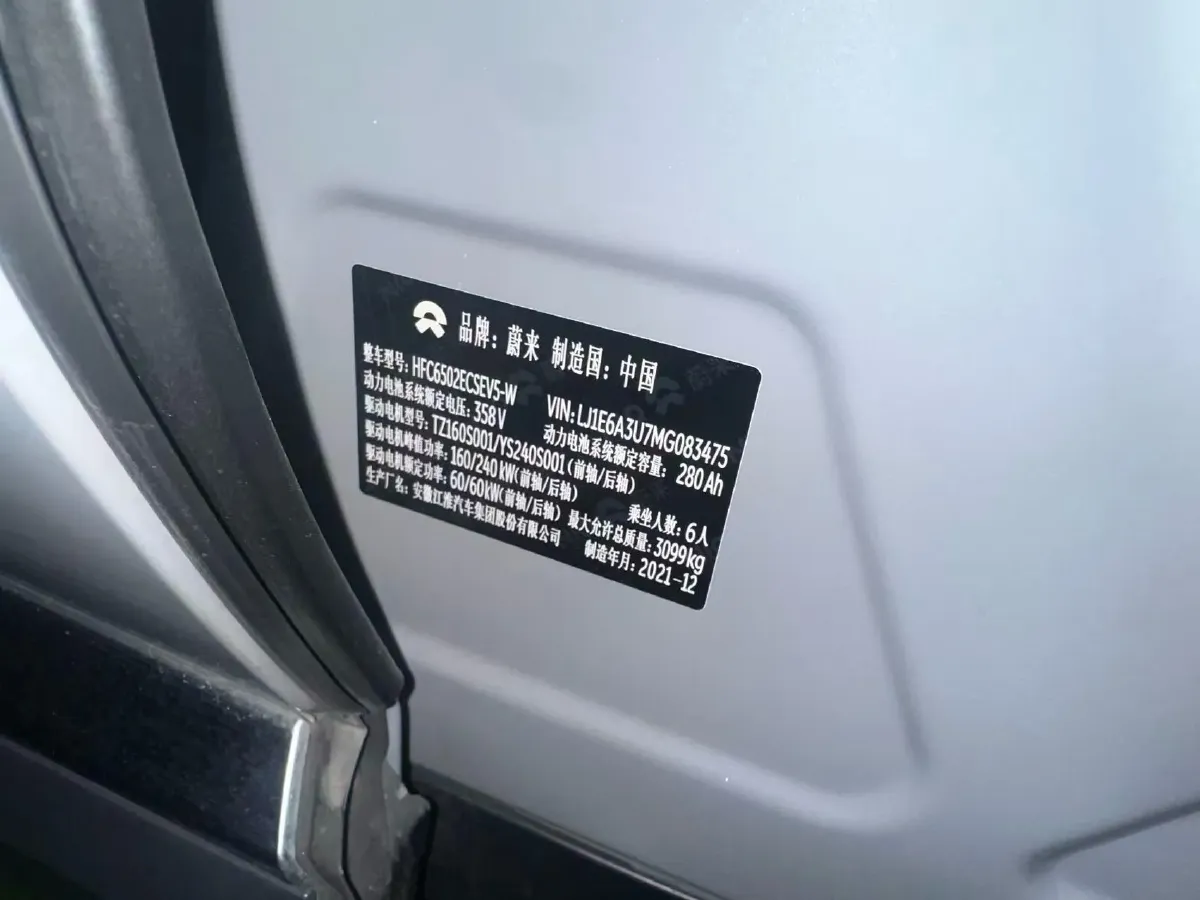 品牌：蔚来 制造国：中国
整车型号：HFC6502ECSEV5-W VIN:LJ1E6A3U7MG083475
动力电池系统额定电压：358V 动力电池系统额定容量：280Ah
驱动电机型号：TZ160S001/YS240S001(前轴/后轴)
驱动电机峰值功率：160/240kW(前轴/后轴) 乘坐人数：6人
驱动电机额定功率：60/60kW(前轴/后轴) 最大允许总质量：3099kg
生产厂名：安徽江淮汽车集团股份有限公司 制造年月：2021-12